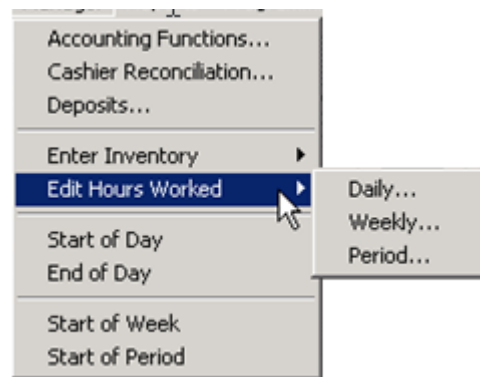 Accounting Functions...
Cashier Reconciliation...
Deposits...
Enter Inventory
Edit Hours Worked
Daily...
Weekly...
Period...
Start of Day
End of Day
Start of Week
Start of Period